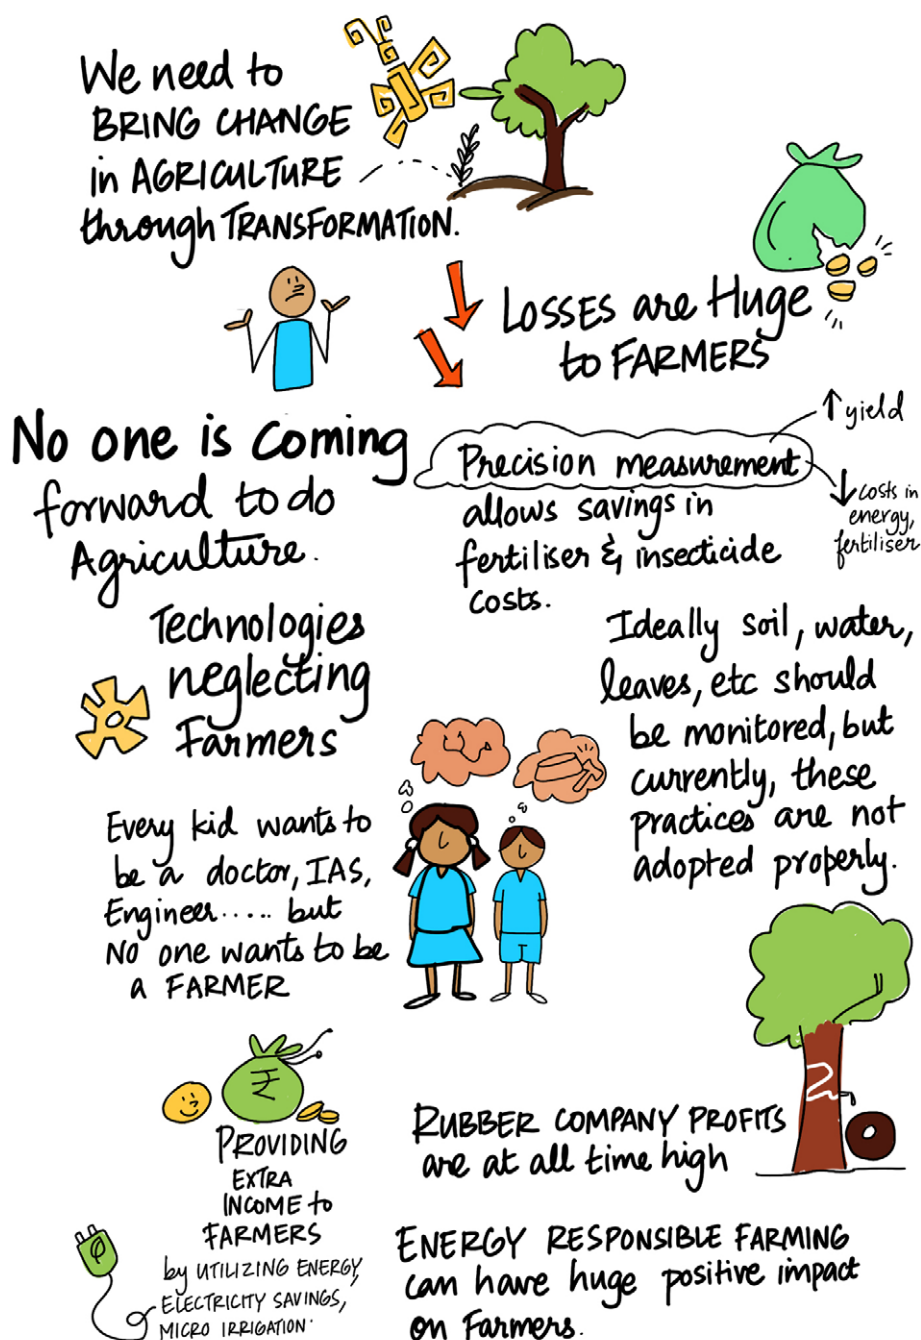 We need to
BRING CHANGE
in AGRICULTURE
through TRANSFORMATION.
LOSSES are Huge
to FARMERS
No one is coming
forward to do
Agriculture.
Precision measurement
allows savings in
fertiliser & insecticide
costs.
↑ yield
↓ costs in
energy,
fertiliser
Technologies
neglecting
Farmers
Ideally soil, water,
leaves, etc should
be monitored, but
currently, these
practices are not
adopted properly.
Every kid wants to
be a doctor, IAS,
Engineer..... but
No one wants to be
a FARMER
₹
PROVIDING
EXTRA
INCOME to
FARMERS
by UTILIZING ENERGY,
ELECTRICITY SAVINGS,
MICRO IRRIGATION.
RUBBER COMPANY PROFITS
are at all time high
ENERGY RESPONSIBLE FARMING
can have huge positive impact
on Farmers.